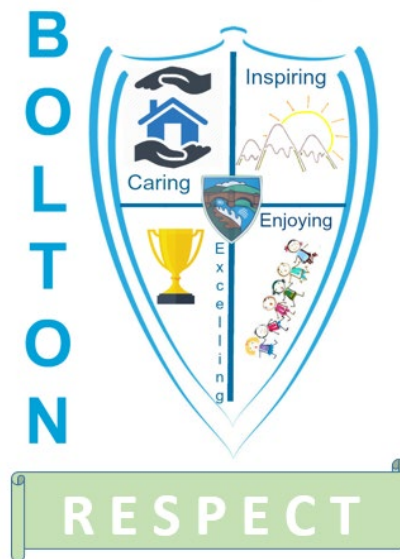 BOLTON
Inspiring
Caring
Enjoying
Excelling
RESPECT